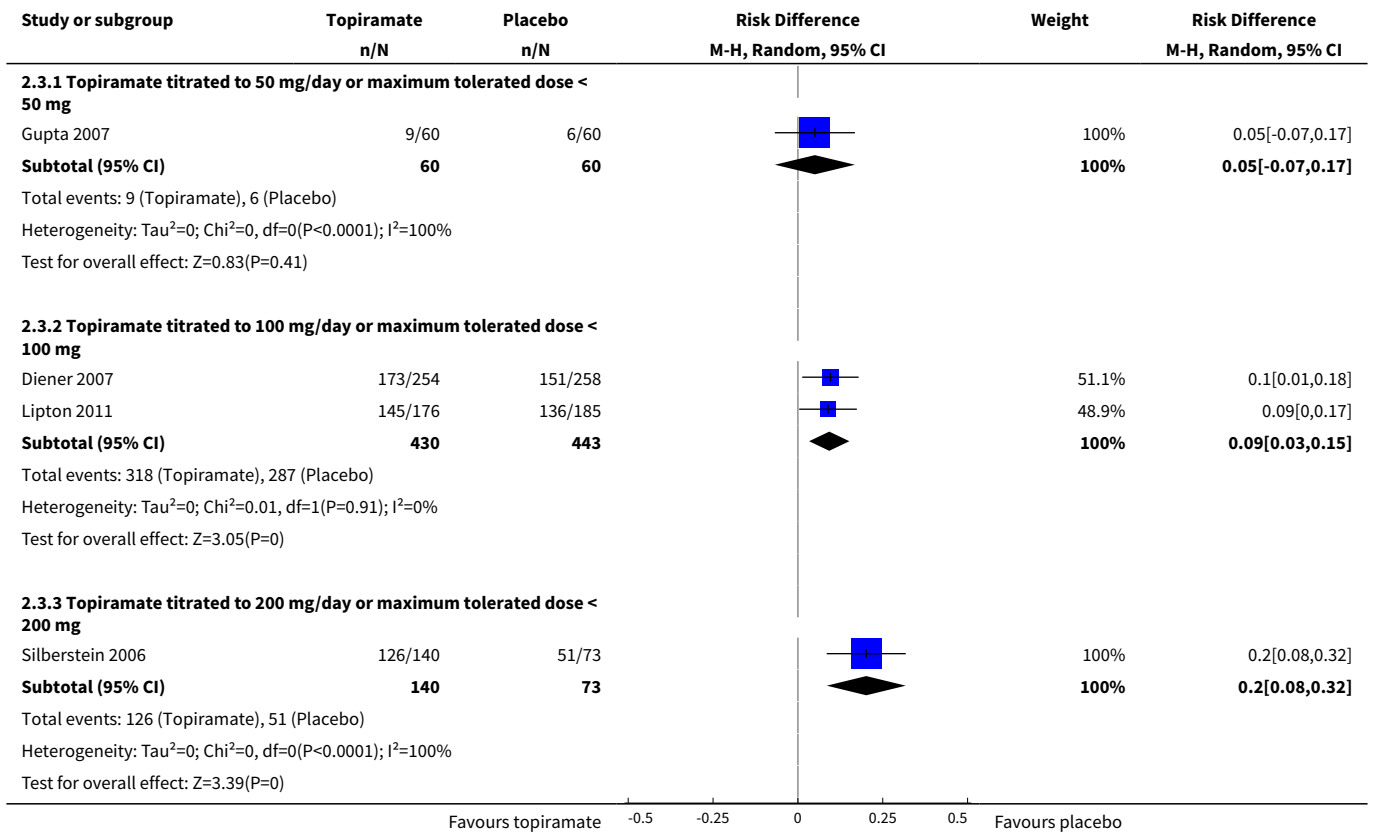 Study or subgroup Topiramate Placebo Risk Difference Weight Risk Difference
n/N n/N M-H, Random, 95% CI M-H, Random, 95% CI
2.3.1 Topiramate titrated to 50 mg/day or maximum tolerated dose <
50 mg
Gupta 2007 9/60 6/60 100% 0.05[-0.07,0.17]
Subtotal (95% CI) 60 60 100% 0.05[-0.07,0.17]
Total events: 9 (Topiramate), 6 (Placebo)
Heterogeneity: Tau²=0; Chi²=0, df=0(P<0.0001); I²=100%
Test for overall effect: Z=0.83(P=0.41)
2.3.2 Topiramate titrated to 100 mg/day or maximum tolerated dose <
100 mg
Diener 2007 173/254 151/258 51.1% 0.1[0.01,0.18]
Lipton 2011 145/176 136/185 48.9% 0.09[0,0.17]
Subtotal (95% CI) 430 443 100% 0.09[0.03,0.15]
Total events: 318 (Topiramate), 287 (Placebo)
Heterogeneity: Tau²=0; Chi²=0.01, df=1(P=0.91); I²=0%
Test for overall effect: Z=3.05(P=0)
2.3.3 Topiramate titrated to 200 mg/day or maximum tolerated dose <
200 mg
Silberstein 2006 126/140 51/73 100% 0.2[0.08,0.32]
Subtotal (95% CI) 140 73 100% 0.2[0.08,0.32]
Total events: 126 (Topiramate), 51 (Placebo)
Heterogeneity: Tau²=0; Chi²=0, df=0(P<0.0001); I²=100%
Test for overall effect: Z=3.39(P=0)
Favours topiramate -0.5 -0.25 0 0.25 0.5 Favours placebo